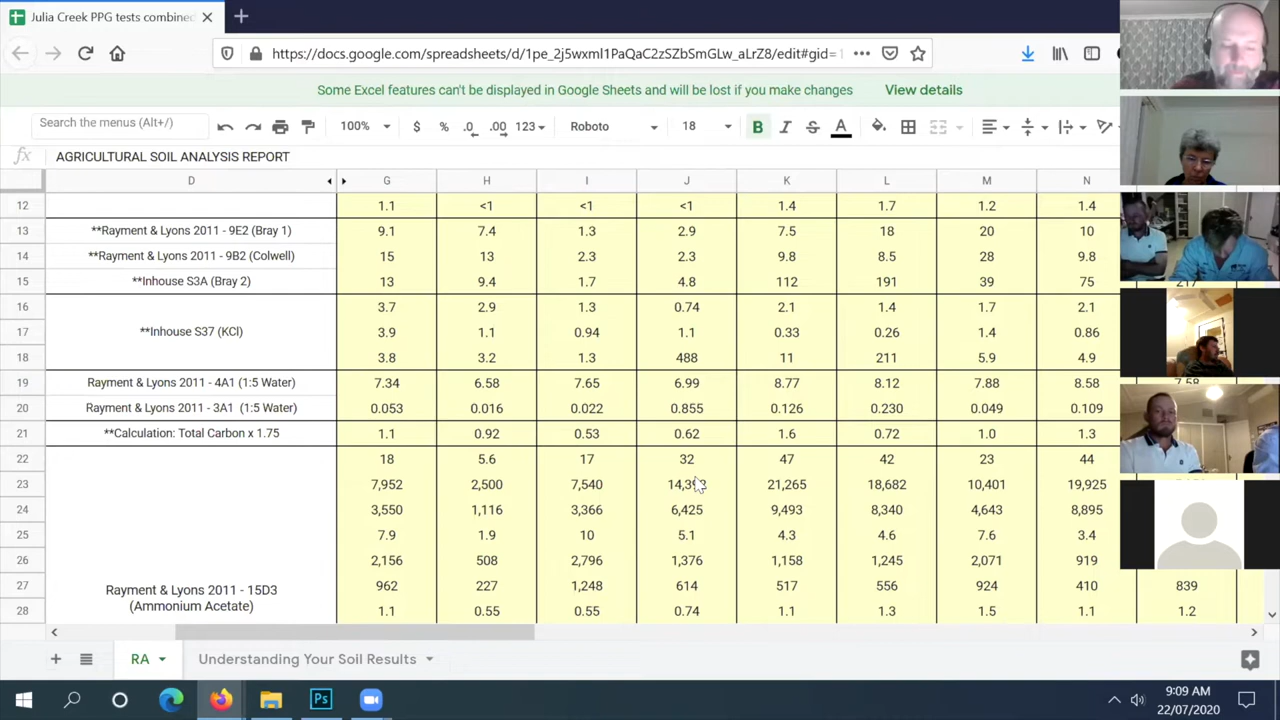 Julia Creek PPG tests combined
https://docs.google.com/spreadsheets/d/1pe_2j5wxml1PaQaC2zSZbSmGLw_aLrZ8/edit#gid=1
Some Excel features can't be displayed in Google Sheets and will be lost if you make changes View details
Search the menus (Alt+/) 100% $ % .0 .00 123 Roboto 18 B I S A
fx AGRICULTURAL SOIL ANALYSIS REPORT
D G H I J K L M N
12 1.1 <1 <1 <1 1.4 1.7 1.2 1.4
13 **Rayment & Lyons 2011 - 9E2 (Bray 1) 9.1 7.4 1.3 2.9 7.5 18 20 10
14 **Rayment & Lyons 2011 - 9B2 (Colwell) 15 13 2.3 2.3 9.8 8.5 28 9.8
15 **Inhouse S3A (Bray 2) 13 9.4 1.7 4.8 112 191 39 75 217
16 3.7 2.9 1.3 0.74 2.1 1.4 1.7 2.1
17 **Inhouse S37 (KCl) 3.9 1.1 0.94 1.1 0.33 0.26 1.4 0.86
18 3.8 3.2 1.3 488 11 211 5.9 4.9
19 Rayment & Lyons 2011 - 4A1 (1:5 Water) 7.34 6.58 7.65 6.99 8.77 8.12 7.88 8.58 7.58
20 Rayment & Lyons 2011 - 3A1 (1:5 Water) 0.053 0.016 0.022 0.855 0.126 0.230 0.049 0.109
21 **Calculation: Total Carbon x 1.75 1.1 0.92 0.53 0.62 1.6 0.72 1.0 1.3
22 18 5.6 17 32 47 42 23 44
23 7,952 2,500 7,540 21,265 18,682 10,401 19,925
24 3,550 1,116 3,366 6,425 9,493 8,340 4,643 8,895
25 7.9 1.9 10 5.1 4.3 4.6 7.6 3.4
26 2,156 508 2,796 1,376 1,158 1,245 2,071 919
27 962 227 1,248 614 517 556 924 410 839
Rayment & Lyons 2011 - 15D3
(Ammonium Acetate)
28 1.1 0.55 0.55 0.74 1.1 1.3 1.5 1.1 1.2
RA Understanding Your Soil Results
Ps
9:09 AM
22/07/2020